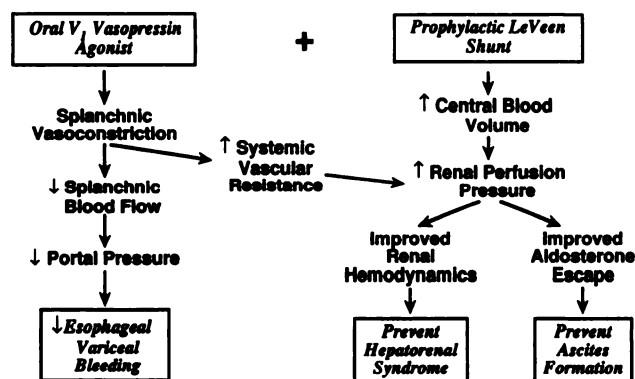 Oral V₁ Vasopressin
Agonist
+
Prophylactic LeVeen
Shunt
Splanchnic
Vasoconstriction
↑ Central Blood
Volume
↑ Systemic
Vascular
Resistance
↑ Renal Perfusion
Pressure
↓ Splanchnic
Blood Flow
↓ Portal Pressure
Improved
Renal
Hemodynamics
Improved
Aldosterone
Escape
↓Esophageal
Variceal
Bleeding
Prevent
Hepatorenal
Syndrome
Prevent
Ascites
Formation